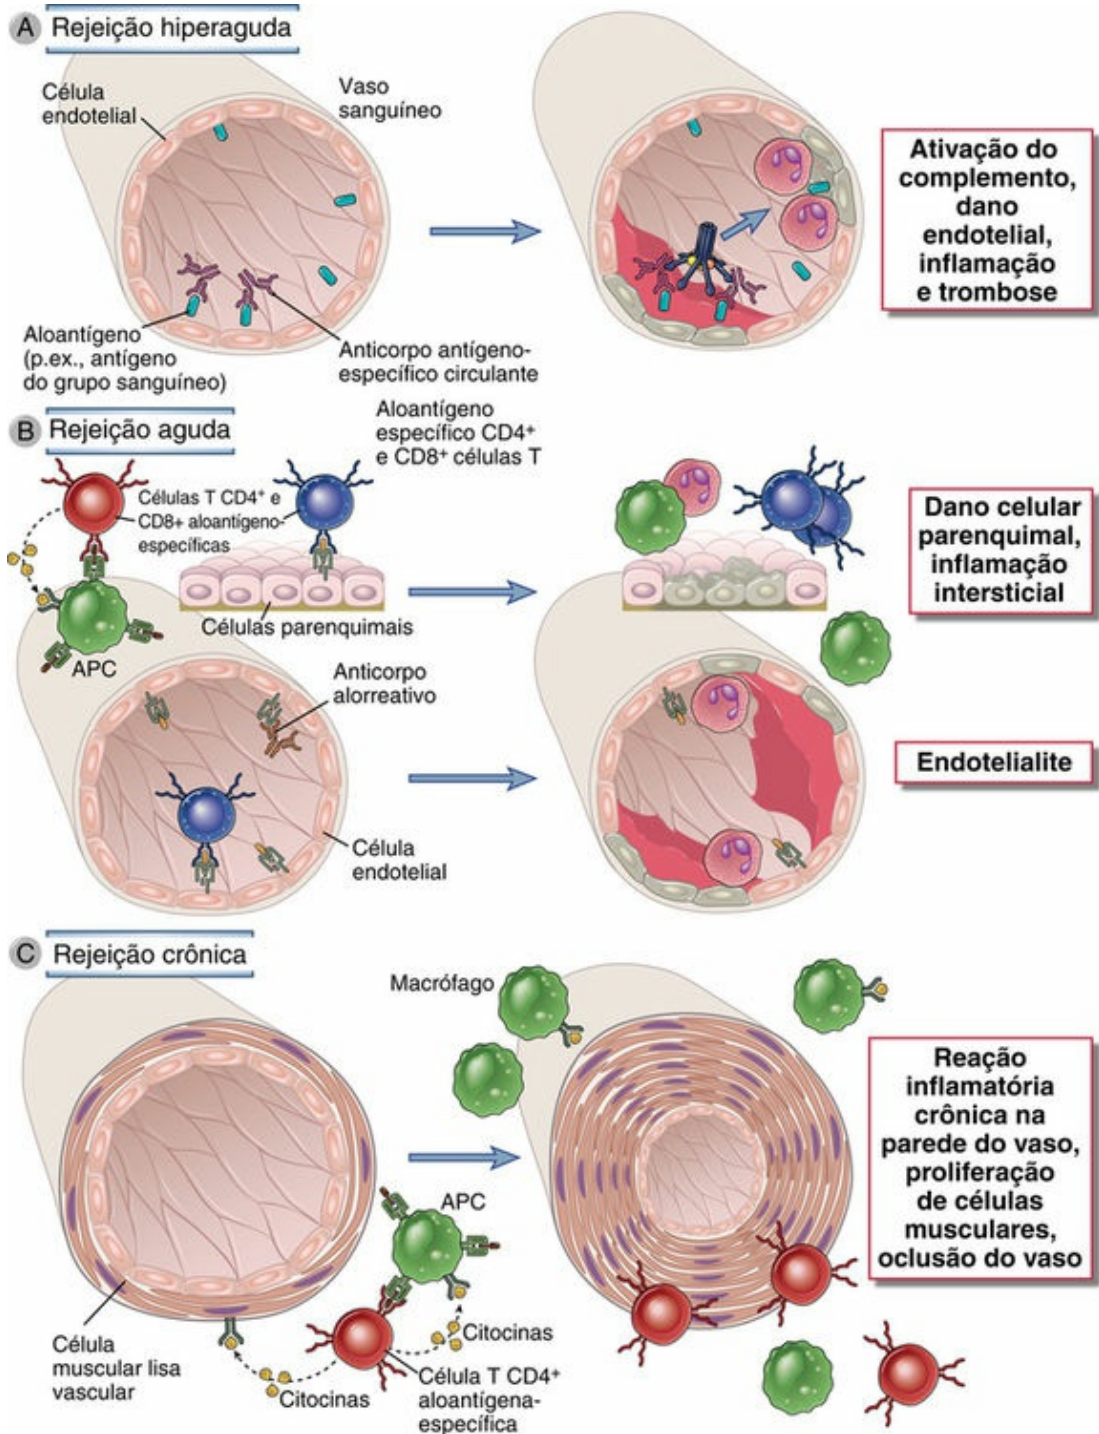 A Rejeição hiperaguda
Célula
endotelial
Vaso
sanguíneo
Aloantígeno
(p.ex., antígeno
do grupo sanguíneo)
Anticorpo antígeno-
específico circulante
Ativação do
complemento,
dano
endotelial,
inflamação
e trombose
B Rejeição aguda
Células T CD4⁺ e
CD8+ aloantígeno-
específicas
Aloantígeno
específico CD4⁺
e CD8⁺ células T
APC
Células parenquimais
Dano celular
parenquimal,
inflamação
intersticial
Anticorpo
alorreativo
Célula
endotelial
Endotelialite
C Rejeição crônica
Macrófago
APC
Célula
muscular lisa
vascular
Citocinas
Citocinas
Célula T CD4⁺
aloantígena-
específica
Reação
inflamatória
crônica na
parede do vaso,
proliferação
de células
musculares,
oclusão do vaso